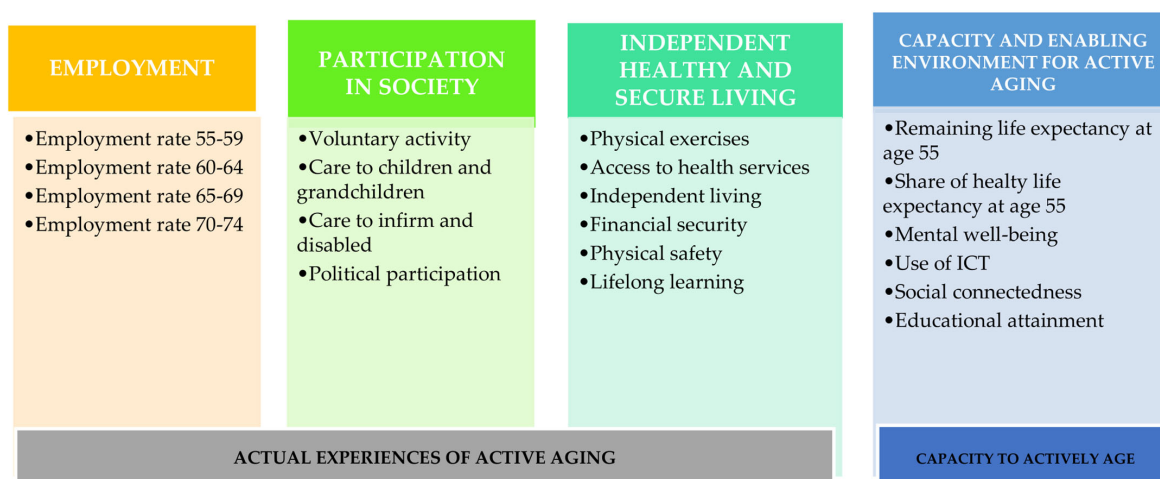 EMPLOYMENT
•Employment rate 55-59
•Employment rate 60-64
•Employment rate 65-69
•Employment rate 70-74
PARTICIPATION
IN SOCIETY
•Voluntary activity
•Care to children and
grandchildren
•Care to infirm and
disabled
•Political participation
INDEPENDENT
HEALTHY AND
SECURE LIVING
•Physical exercises
•Access to health services
•Independent living
•Financial security
•Physical safety
•Lifelong learning
CAPACITY AND ENABLING
ENVIRONMENT FOR ACTIVE
AGING
•Remaining life expectancy at
age 55
•Share of healty life
expectancy at age 55
•Mental well-being
•Use of ICT
•Social connectedness
•Educational attainment
ACTUAL EXPERIENCES OF ACTIVE AGING
CAPACITY TO ACTIVELY AGE